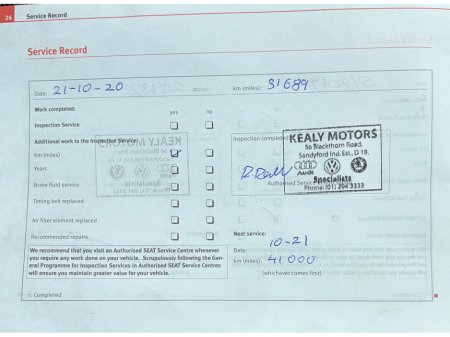 26 Service Record
Service Record
Date: 21-10-20 km (miles): 31689
Work completed:
yes no
Inspection Service
Additional work to the Inspection Service: Inspection completed
Km (miles)
Years
Brake fluid service
Timing belt replaced
Air filter element replaced
Recommended repairs
KEALY MOTORS
56 Blackthorn Road,
Sandyford Ind. Est., D 18.
Audi
Specialists
Phone: (01) 294 3333
Authorised
Next service:
Date: 10-21
km (miles): 41000
(whichever comes first)
We recommend that you visit an Authorised SEAT Service Centre whenever
you require any work done on your vehicle. Scrupulously following the Gen-
eral Programme for Inspection Services in Authorised SEAT Service Centres
will ensure you maintain greater value for your vehicle.
√: Completed